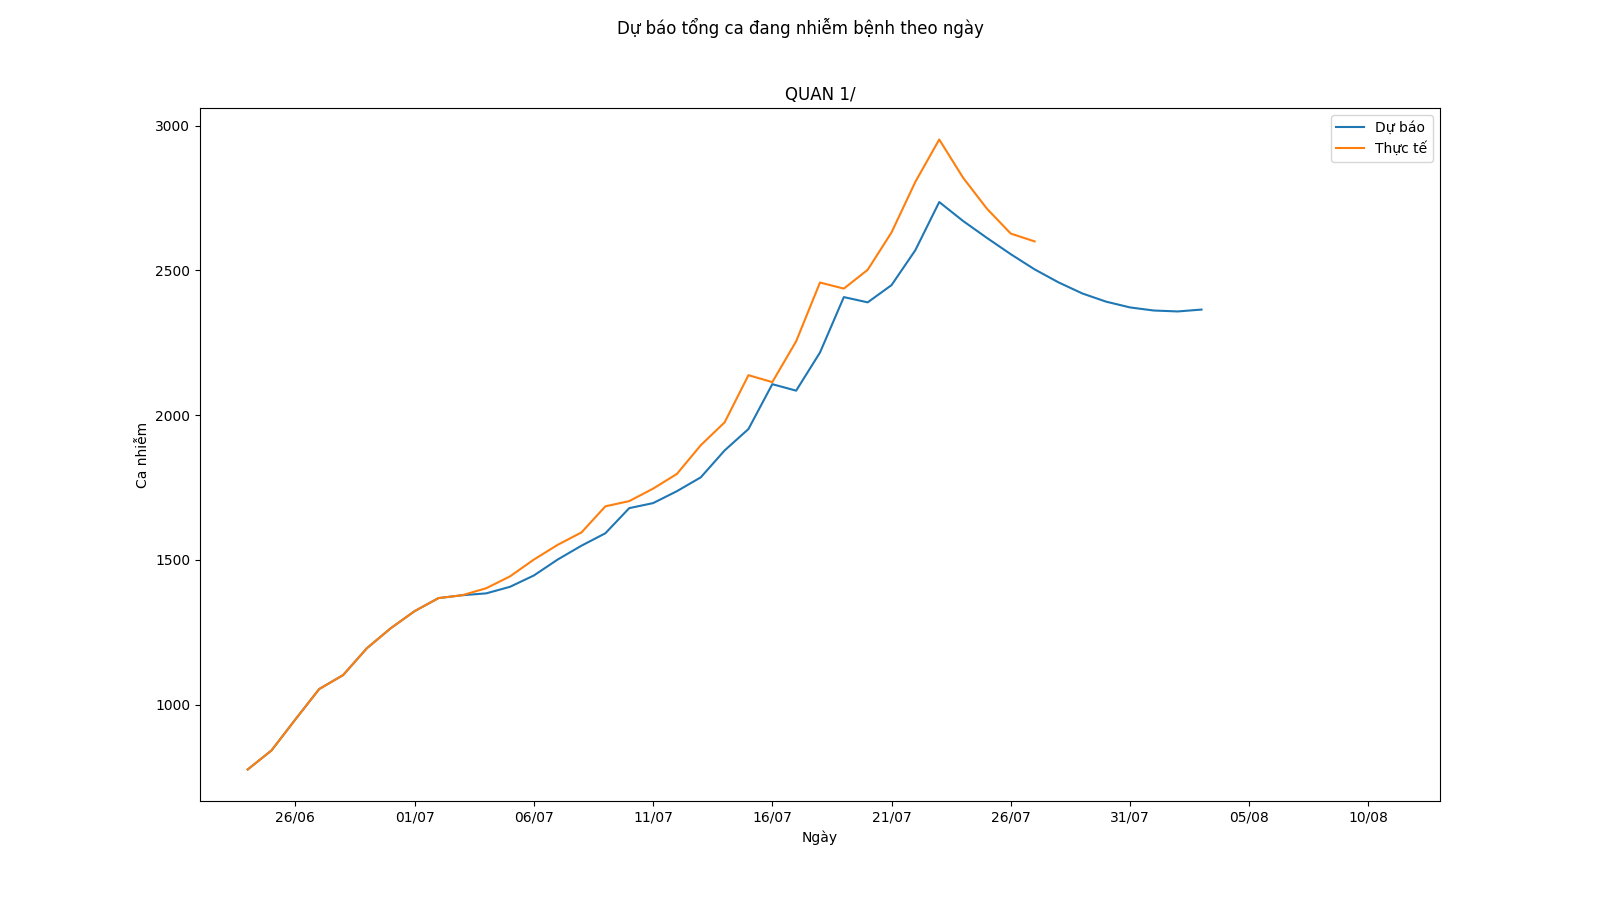 Dự báo tổng ca đang nhiễm bệnh theo ngày
QUAN 1/
Dự báo
Thực tế
3000
2500
2000
1500
1000
Ca nhiễm
26/06
01/07
06/07
11/07
16/07
21/07
26/07
31/07
05/08
10/08
Ngày